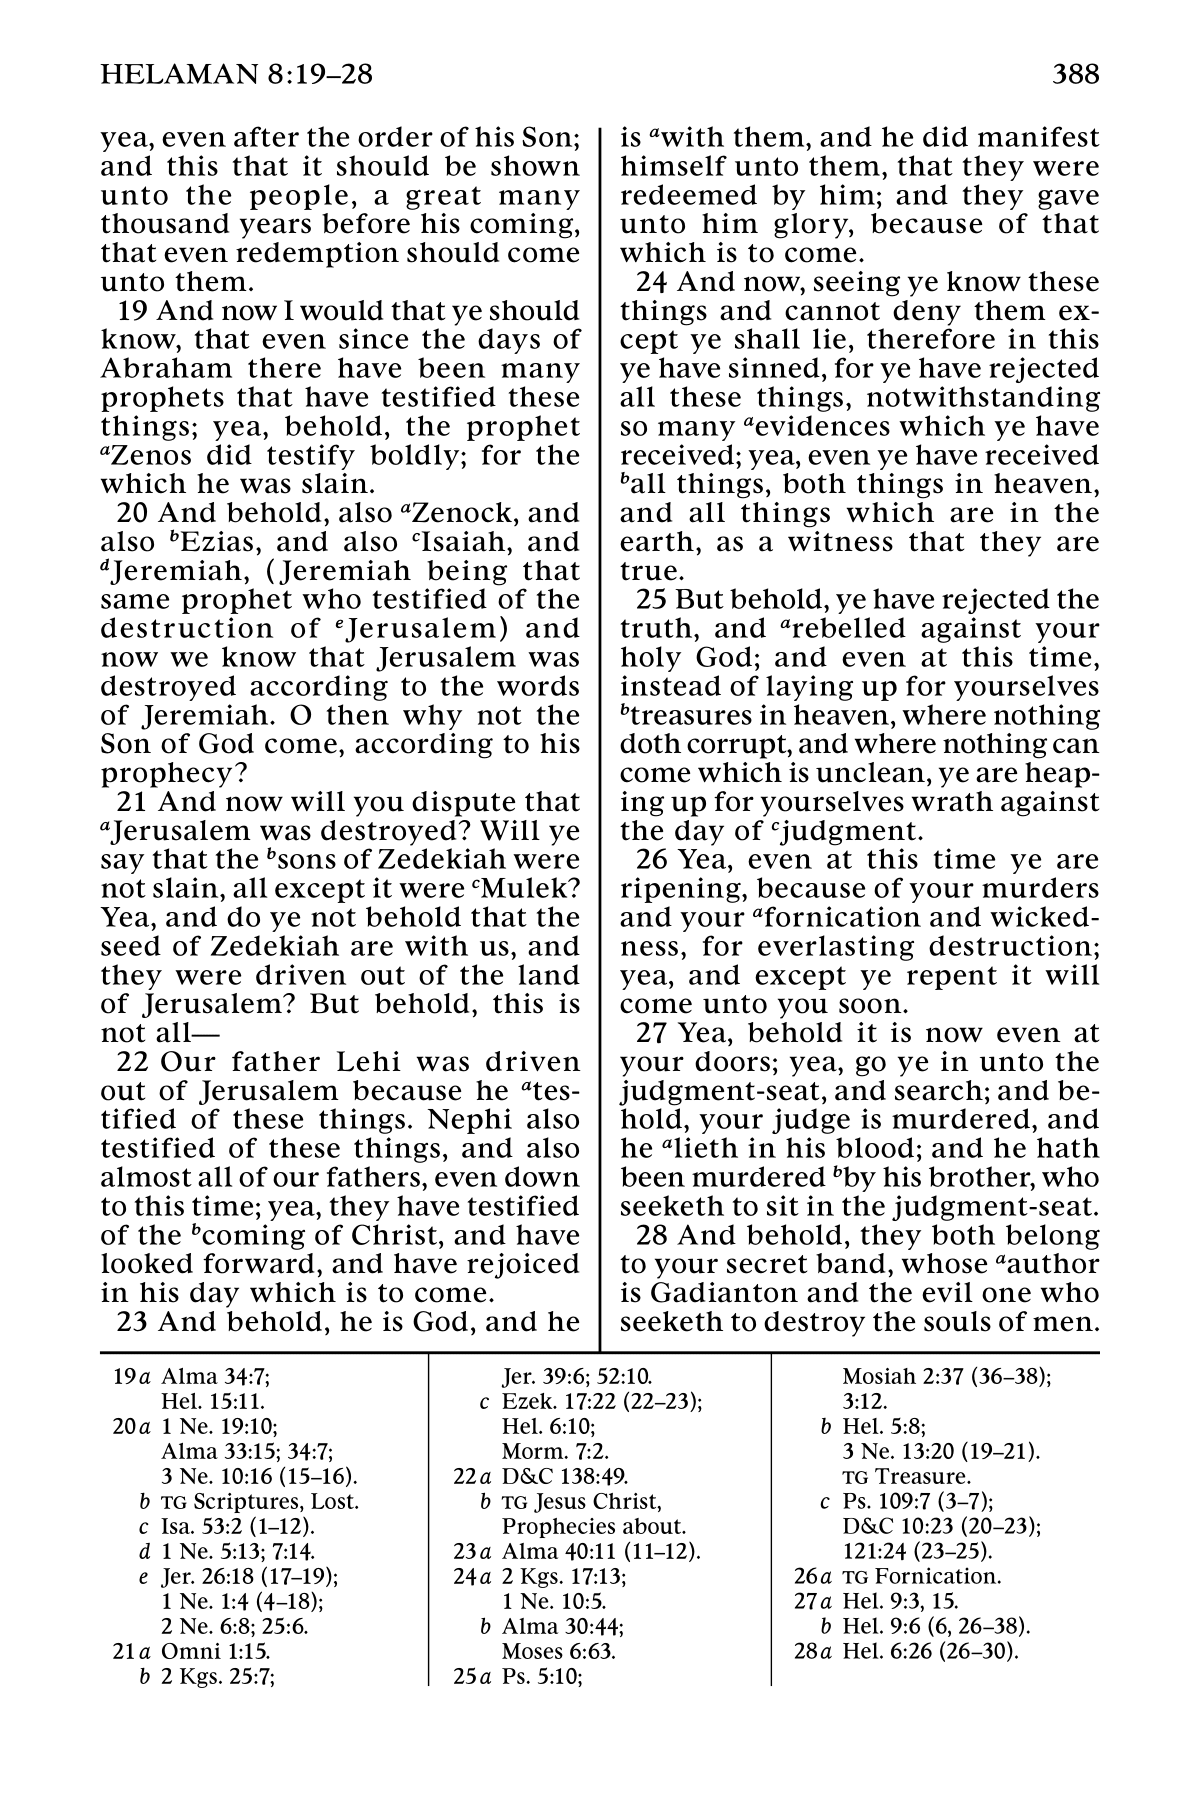 HELAMAN 8:19–28
388
yea, even after the order of his Son;
and this that it should be shown
unto the people, a great many
thousand years before his coming,
that even redemption should come
unto them.
19 And now I would that ye should
know, that even since the days of
Abraham there have been many
prophets that have testified these
things; yea, behold, the prophet
aZenos did testify boldly; for the
which he was slain.
20 And behold, also aZenock, and
also bEzias, and also cIsaiah, and
dJeremiah, (Jeremiah being that
same prophet who testified of the
destruction of eJerusalem) and
now we know that Jerusalem was
destroyed according to the words
of Jeremiah. O then why not the
Son of God come, according to his
prophecy?
21 And now will you dispute that
aJerusalem was destroyed? Will ye
say that the bsons of Zedekiah were
not slain, all except it were cMulek?
Yea, and do ye not behold that the
seed of Zedekiah are with us, and
they were driven out of the land
of Jerusalem? But behold, this is
not all—
22 Our father Lehi was driven
out of Jerusalem because he ates-
tified of these things. Nephi also
testified of these things, and also
almost all of our fathers, even down
to this time; yea, they have testified
of the bcoming of Christ, and have
looked forward, and have rejoiced
in his day which is to come.
23 And behold, he is God, and he
is awith them, and he did manifest
himself unto them, that they were
redeemed by him; and they gave
unto him glory, because of that
which is to come.
24 And now, seeing ye know these
things and cannot deny them ex-
cept ye shall lie, therefore in this
ye have sinned, for ye have rejected
all these things, notwithstanding
so many aevidences which ye have
received; yea, even ye have received
ball things, both things in heaven,
and all things which are in the
earth, as a witness that they are
true.
25 But behold, ye have rejected the
truth, and arebelled against your
holy God; and even at this time,
instead of laying up for yourselves
btreasures in heaven, where nothing
doth corrupt, and where nothing can
come which is unclean, ye are heap-
ing up for yourselves wrath against
the day of cjudgment.
26 Yea, even at this time ye are
ripening, because of your murders
and your afornication and wicked-
ness, for everlasting destruction;
yea, and except ye repent it will
come unto you soon.
27 Yea, behold it is now even at
your doors; yea, go ye in unto the
judgment-seat, and search; and be-
hold, your judge is murdered, and
he alieth in his blood; and he hath
been murdered bby his brother, who
seeketh to sit in the judgment-seat.
28 And behold, they both belong
to your secret band, whose aauthor
is Gadianton and the evil one who
seeketh to destroy the souls of men.
19a Alma 34:7;
Hel. 15:11.
20a 1 Ne. 19:10;
Alma 33:15; 34:7;
3 Ne. 10:16 (15–16).
b TG Scriptures, Lost.
c Isa. 53:2 (1–12).
d 1 Ne. 5:13; 7:14.
e Jer. 26:18 (17–19);
1 Ne. 1:4 (4–18);
2 Ne. 6:8; 25:6.
21a Omni 1:15.
b 2 Kgs. 25:7;
Jer. 39:6; 52:10.
c Ezek. 17:22 (22–23);
Hel. 6:10;
Morm. 7:2.
22a D&C 138:49.
b TG Jesus Christ,
Prophecies about.
23a Alma 40:11 (11–12).
24a 2 Kgs. 17:13;
1 Ne. 10:5.
b Alma 30:44;
Moses 6:63.
25a Ps. 5:10;
Mosiah 2:37 (36–38);
3:12.
b Hel. 5:8;
3 Ne. 13:20 (19–21).
TG Treasure.
c Ps. 109:7 (3–7);
D&C 10:23 (20–23);
121:24 (23–25).
26a TG Fornication.
27a Hel. 9:3, 15.
b Hel. 9:6 (6, 26–38).
28a Hel. 6:26 (26–30).